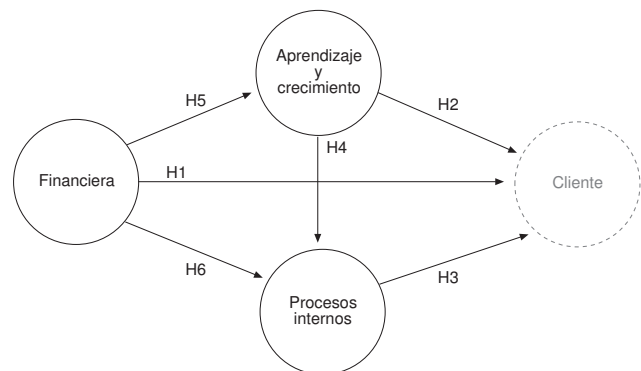 Aprendizaje
y
crecimiento
H5
H2
H4
Financiera
H1
Cliente
H6
H3
Procesos
internos